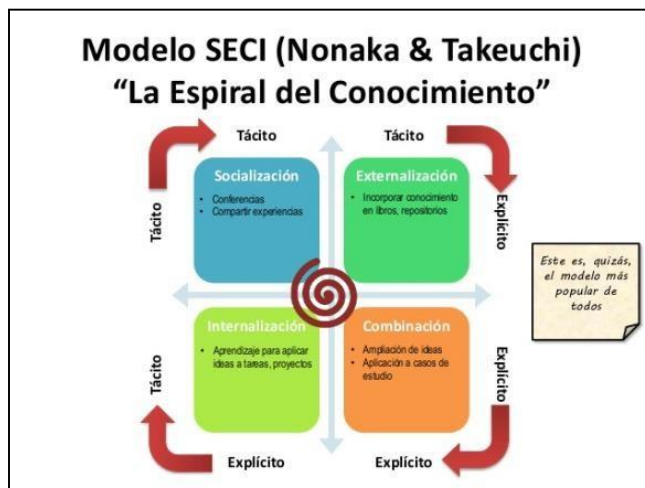 Modelo SECI (Nonaka & Takeuchi)
“La Espiral del Conocimiento”
Tácito
Tácito
Socialización
• Conferencias
• Compartir experiencias
Externalización
• Incorporar conocimiento
en libros, repositorios
Tácito
Explícito
Este es, quizás,
el modelo más
popular de
todos
Internalización
• Aprendizaje para aplicar
ideas a tareas, proyectos
Combinación
• Ampliación de ideas
• Aplicación a casos de
estudio
Tácito
Explícito
Explícito
Explícito